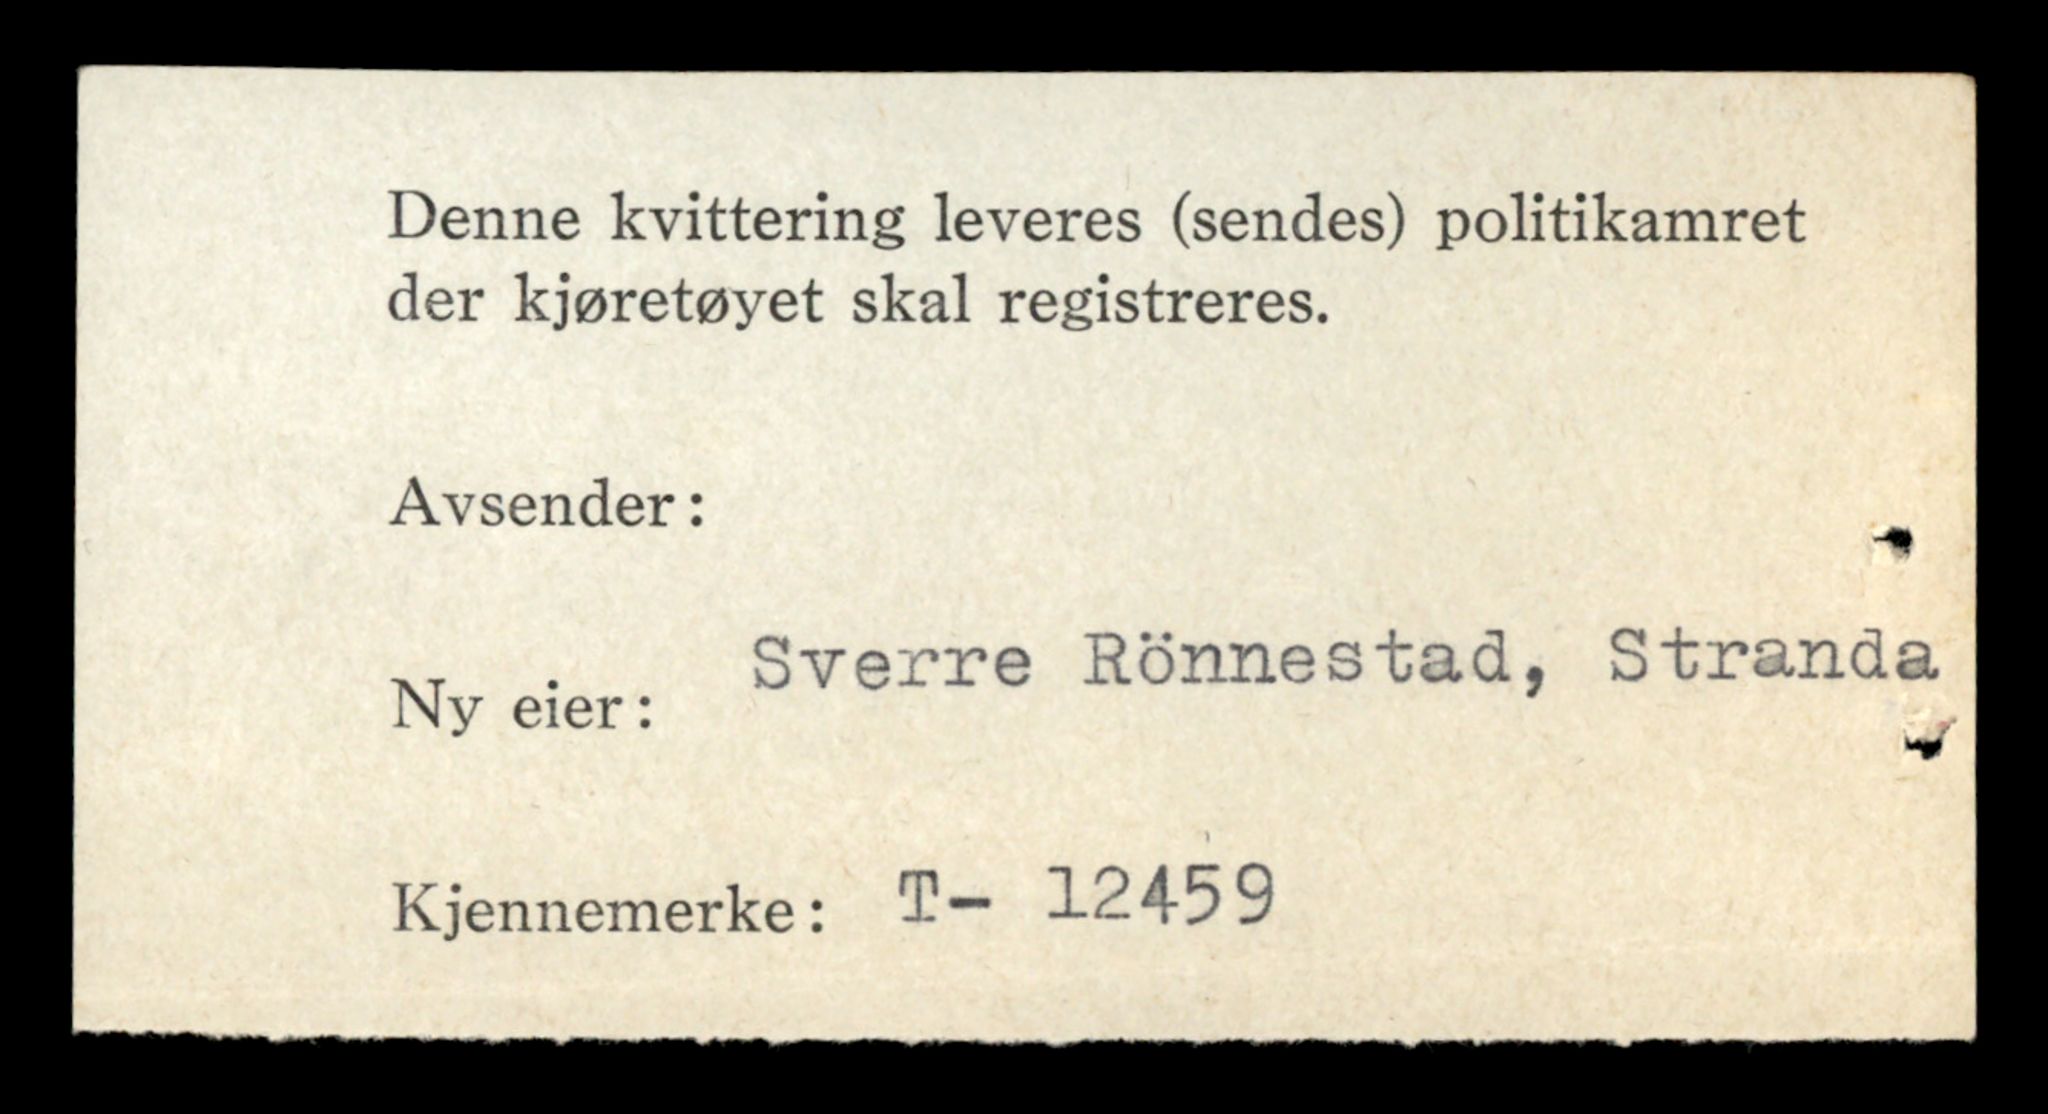 Denne kvittering leveres (sendes) politikamret
der kjøretøyet skal registreres.
Avsender:
Ny eier: Sverre Rönnestad, Stranda
Kjennemerke: T- 12459